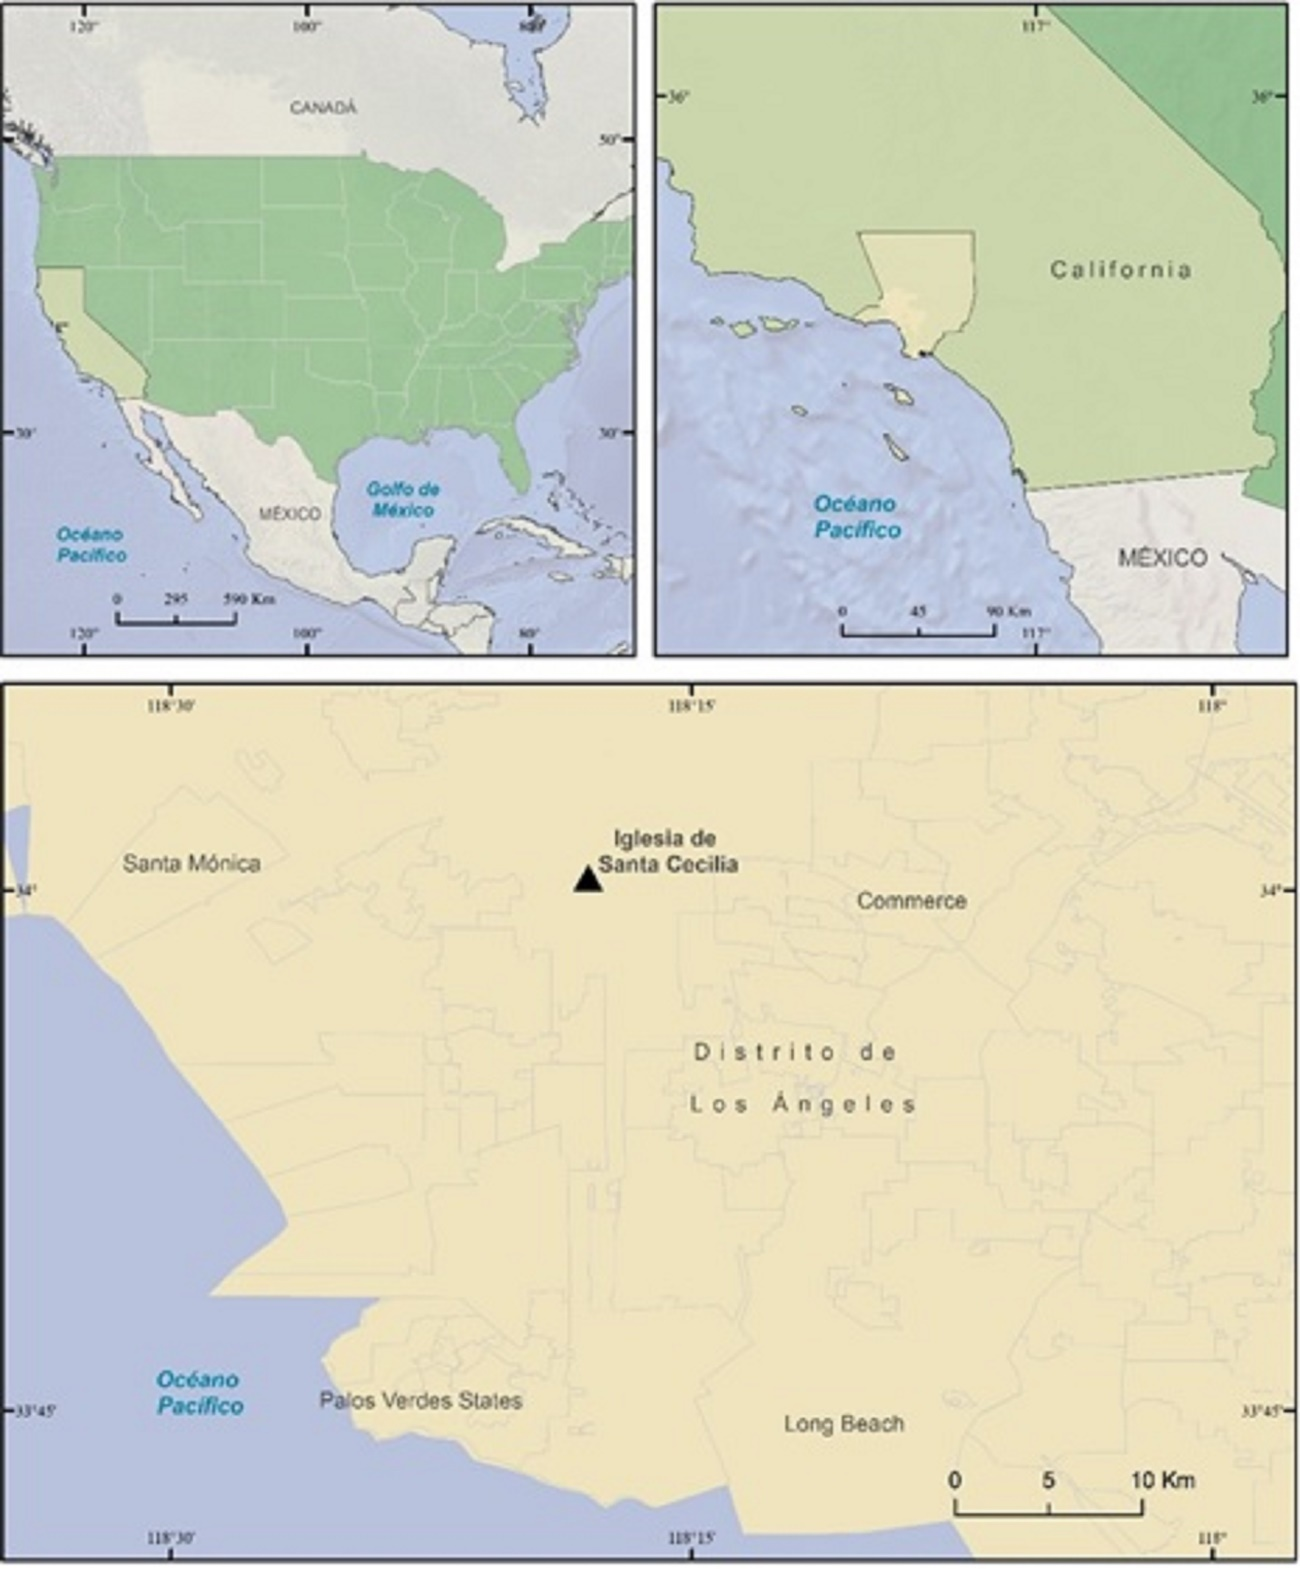 120°
100°
80°
CANADÁ
50°
30°
30°
Golfo de
México
MÉXICO
Océano
Pacífico
0 295 590 Km
120°
100°
80°
117°
36°
36°
California
Océano
Pacífico
MÉXICO
0 45 90 Km
117°
118°30'
118°15'
118°
Iglesia de
Santa Cecilia
Santa Mónica
34°
34°
Commerce
Distrito de
Los Ángeles
Océano
Pacífico
Palos Verdes States
33°45'
33°45'
Long Beach
0 5 10 Km
118°30'
118°15'
118°